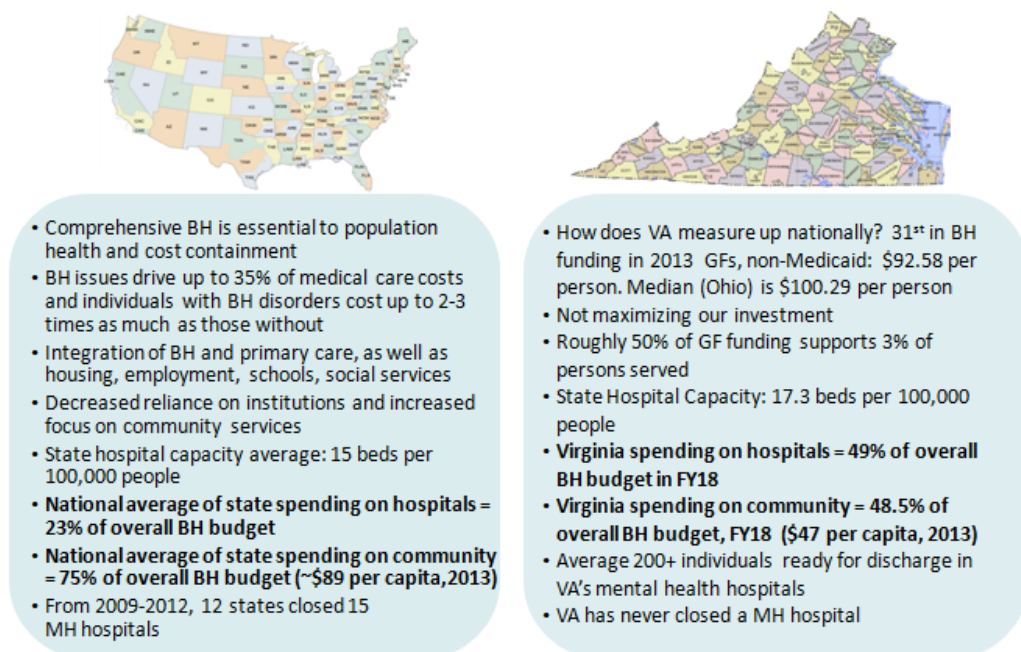 • Comprehensive BH is essential to population
health and cost containment
• BH issues drive up to 35% of medical care costs
and individuals with BH disorders cost up to 2-3
times as much as those without
• Integration of BH and primary care, as well as
housing, employment, schools, social services
• Decreased reliance on institutions and increased
focus on community services
• State hospital capacity average: 15 beds per
100,000 people
• National average of state spending on hospitals =
23% of overall BH budget
• National average of state spending on community
= 75% of overall BH budget (~$89 per capita,2013)
• From 2009-2012, 12 states closed 15
MH hospitals
• How does VA measure up nationally? 31st in BH
funding in 2013 GFs, non-Medicaid: $92.58 per
person. Median (Ohio) is $100.29 per person
• Not maximizing our investment
• Roughly 50% of GF funding supports 3% of
persons served
• State Hospital Capacity: 17.3 beds per 100,000
people
• Virginia spending on hospitals = 49% of overall
BH budget in FY18
• Virginia spending on community = 48.5% of
overall BH budget, FY18 ($47 per capita, 2013)
• Average 200+ individuals ready for discharge in
VA's mental health hospitals
• VA has never closed a MH hospital